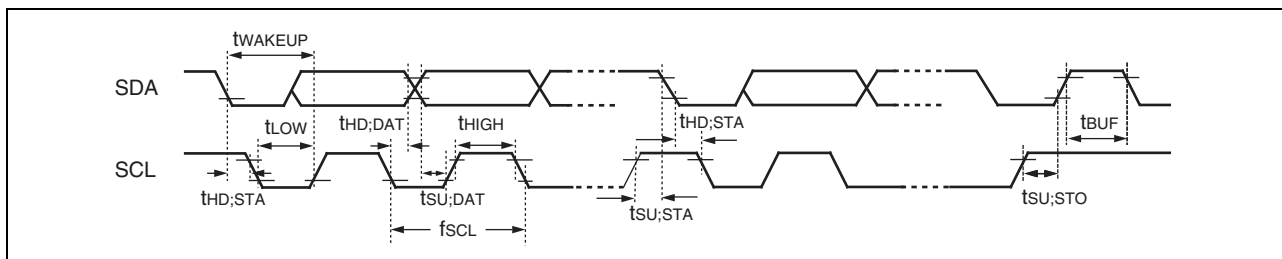 tWAKEUP
SDA
tLOW
tHD;DAT
tHIGH
tHD;STA
tBUF
SCL
tHD;STA
tSU;DAT
tSU;STA
tSU;STO
fSCL